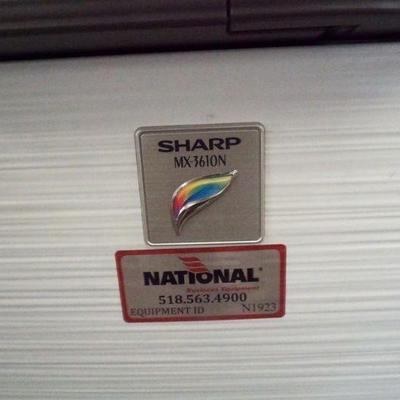 SHARP
MX-3610N
NATIONAL
Business Equipment
518.563.4900
EQUIPMENT ID N1923